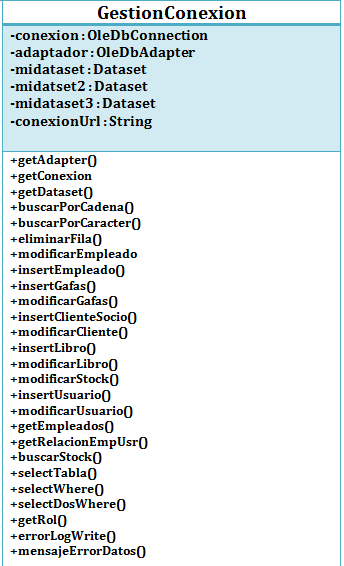 GestionConexion
-conexion : OleDbConnection
-adaptador : OleDbAdapter
-midataset : Dataset
-midatset2 : Dataset
-midataset3 : Dataset
-conexionUrl : String
+getAdapter()
+getConexion
+getDataset()
+buscarPorCadena()
+buscarPorCaracter()
+eliminarFila()
+modificarEmpleado
+insertEmpleado()
+insertGafas()
+modificarGafas()
+insertClienteSocio()
+modificarCliente()
+insertLibro()
+modificarLibro()
+modificarStock()
+insertUsuario()
+modificarUsuario()
+getEmpleados()
+getRelacionEmpUsr()
+buscarStock()
+selectTabla()
+selectWhere()
+selectDosWhere()
+getRol()
+errorLogWrite()
+mensajeErrorDatos()